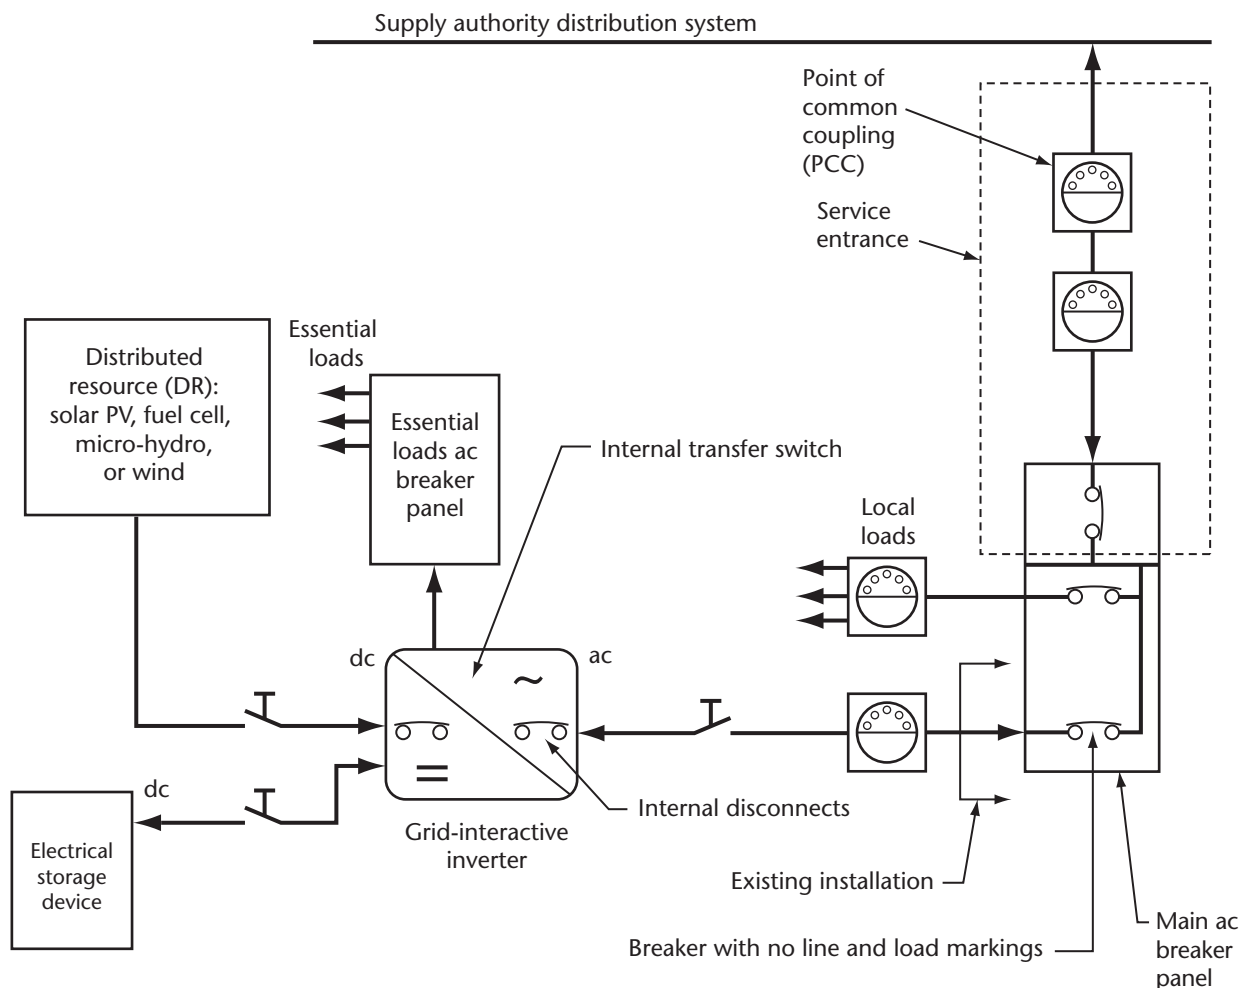 Supply authority distribution system
Point of
common
coupling
(PCC)
Service
entrance
Distributed
resource (DR):
solar PV, fuel cell,
micro-hydro,
or wind
Essential
loads
Essential
loads ac
breaker
panel
Internal transfer switch
Local
loads
dc
ac
~
=
dc
Internal disconnects
Grid-interactive
inverter
Electrical
storage
device
Existing installation
Breaker with no line and load markings
Main ac
breaker
panel